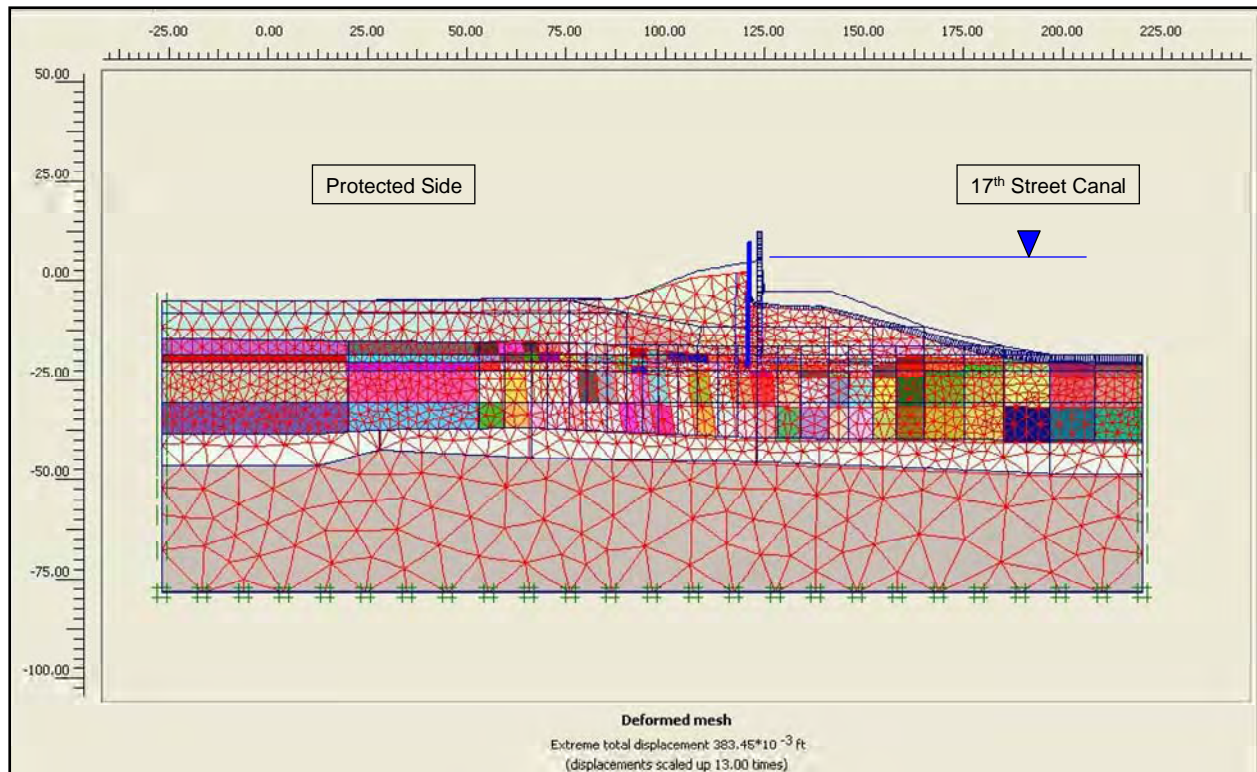 -25.00 0.00 25.00 50.00 75.00 100.00 125.00 150.00 175.00 200.00 225.00
50.00
25.00
Protected Side
17th Street Canal
0.00
-25.00
-50.00
-75.00
-100.00
Deformed mesh
Extreme total displacement 383.45*10 -3 ft
(displacements scaled up 13.00 times)